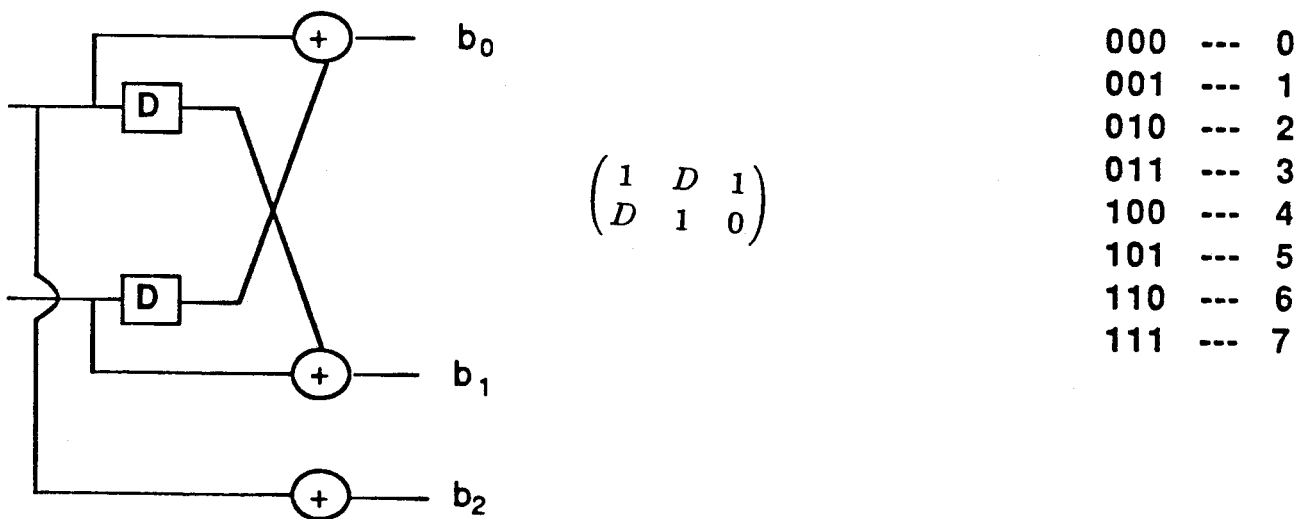 + b₀
D
D
+ b₁
+ b₂
( 1 D 1 )
( D 1 0 )
000 --- 0
001 --- 1
010 --- 2
011 --- 3
100 --- 4
101 --- 5
110 --- 6
111 --- 7